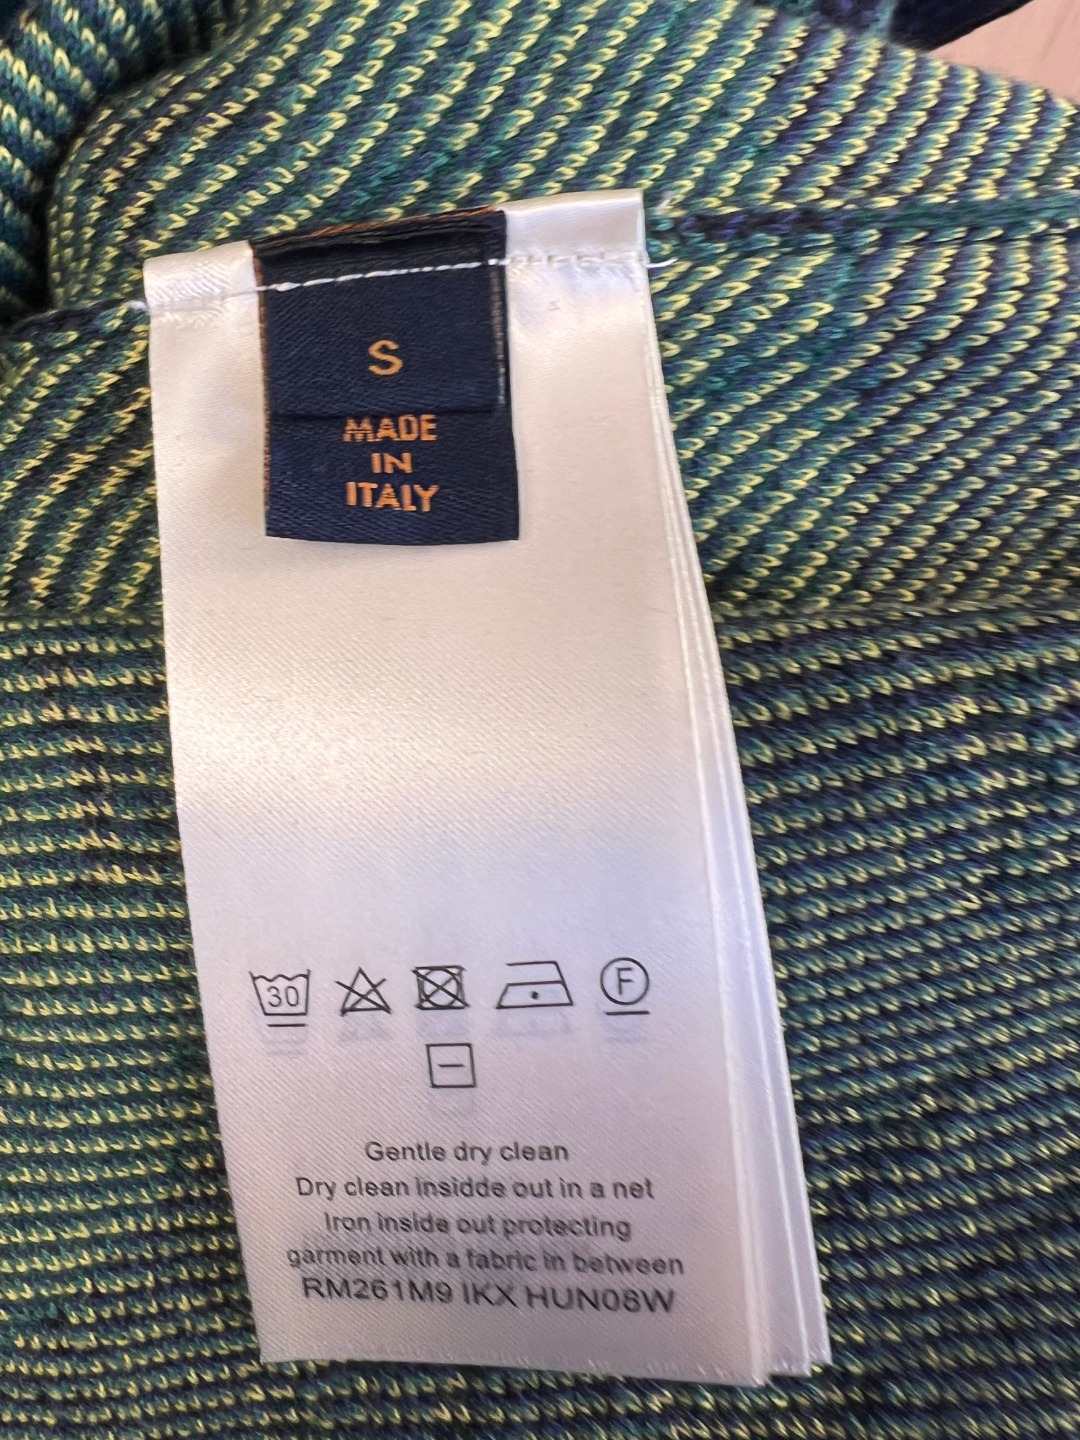 S
MADE
IN
ITALY
30
F
Gentle dry clean
Dry clean insidde out in a net
Iron inside out protecting
garment with a fabric in between
RM261M9 IKX HUN08W